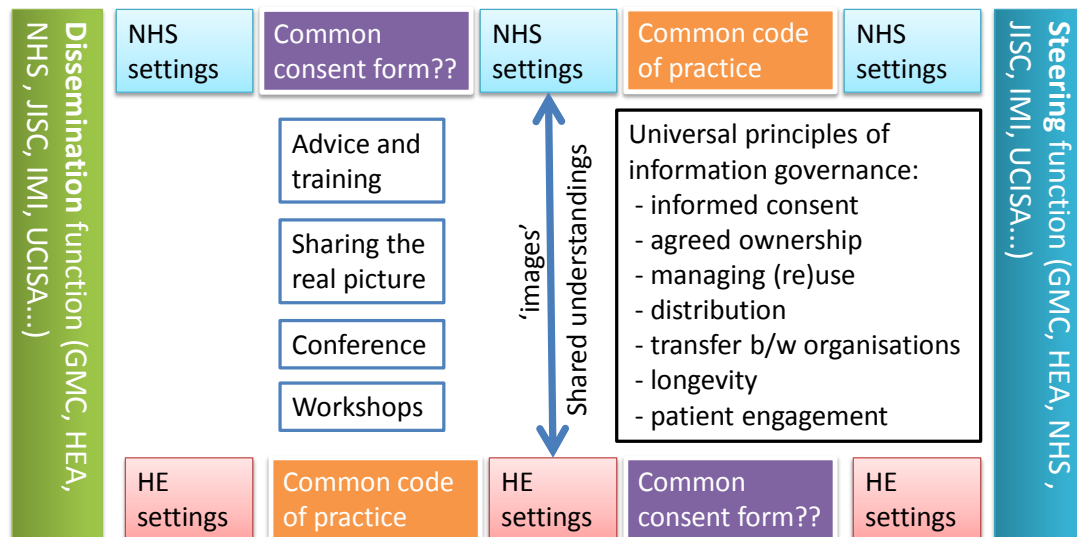 Dissemination function (GMC, HEA,
NHS, JISC, IMI, UCISA...)
NHS
settings
Common
consent form??
NHS
settings
Common code
of practice
NHS
settings
Advice and
training
Sharing the
real picture
Conference
Workshops
'images'
Shared understandings
Universal principles of
information governance:
- informed consent
- agreed ownership
- managing (re)use
- distribution
- transfer b/w organisations
- longevity
- patient engagement
HE
settings
Common code
of practice
HE
settings
Common
consent form??
HE
settings
Steering function (GMC, HEA, NHS ,
JISC, IMI, UCISA...)